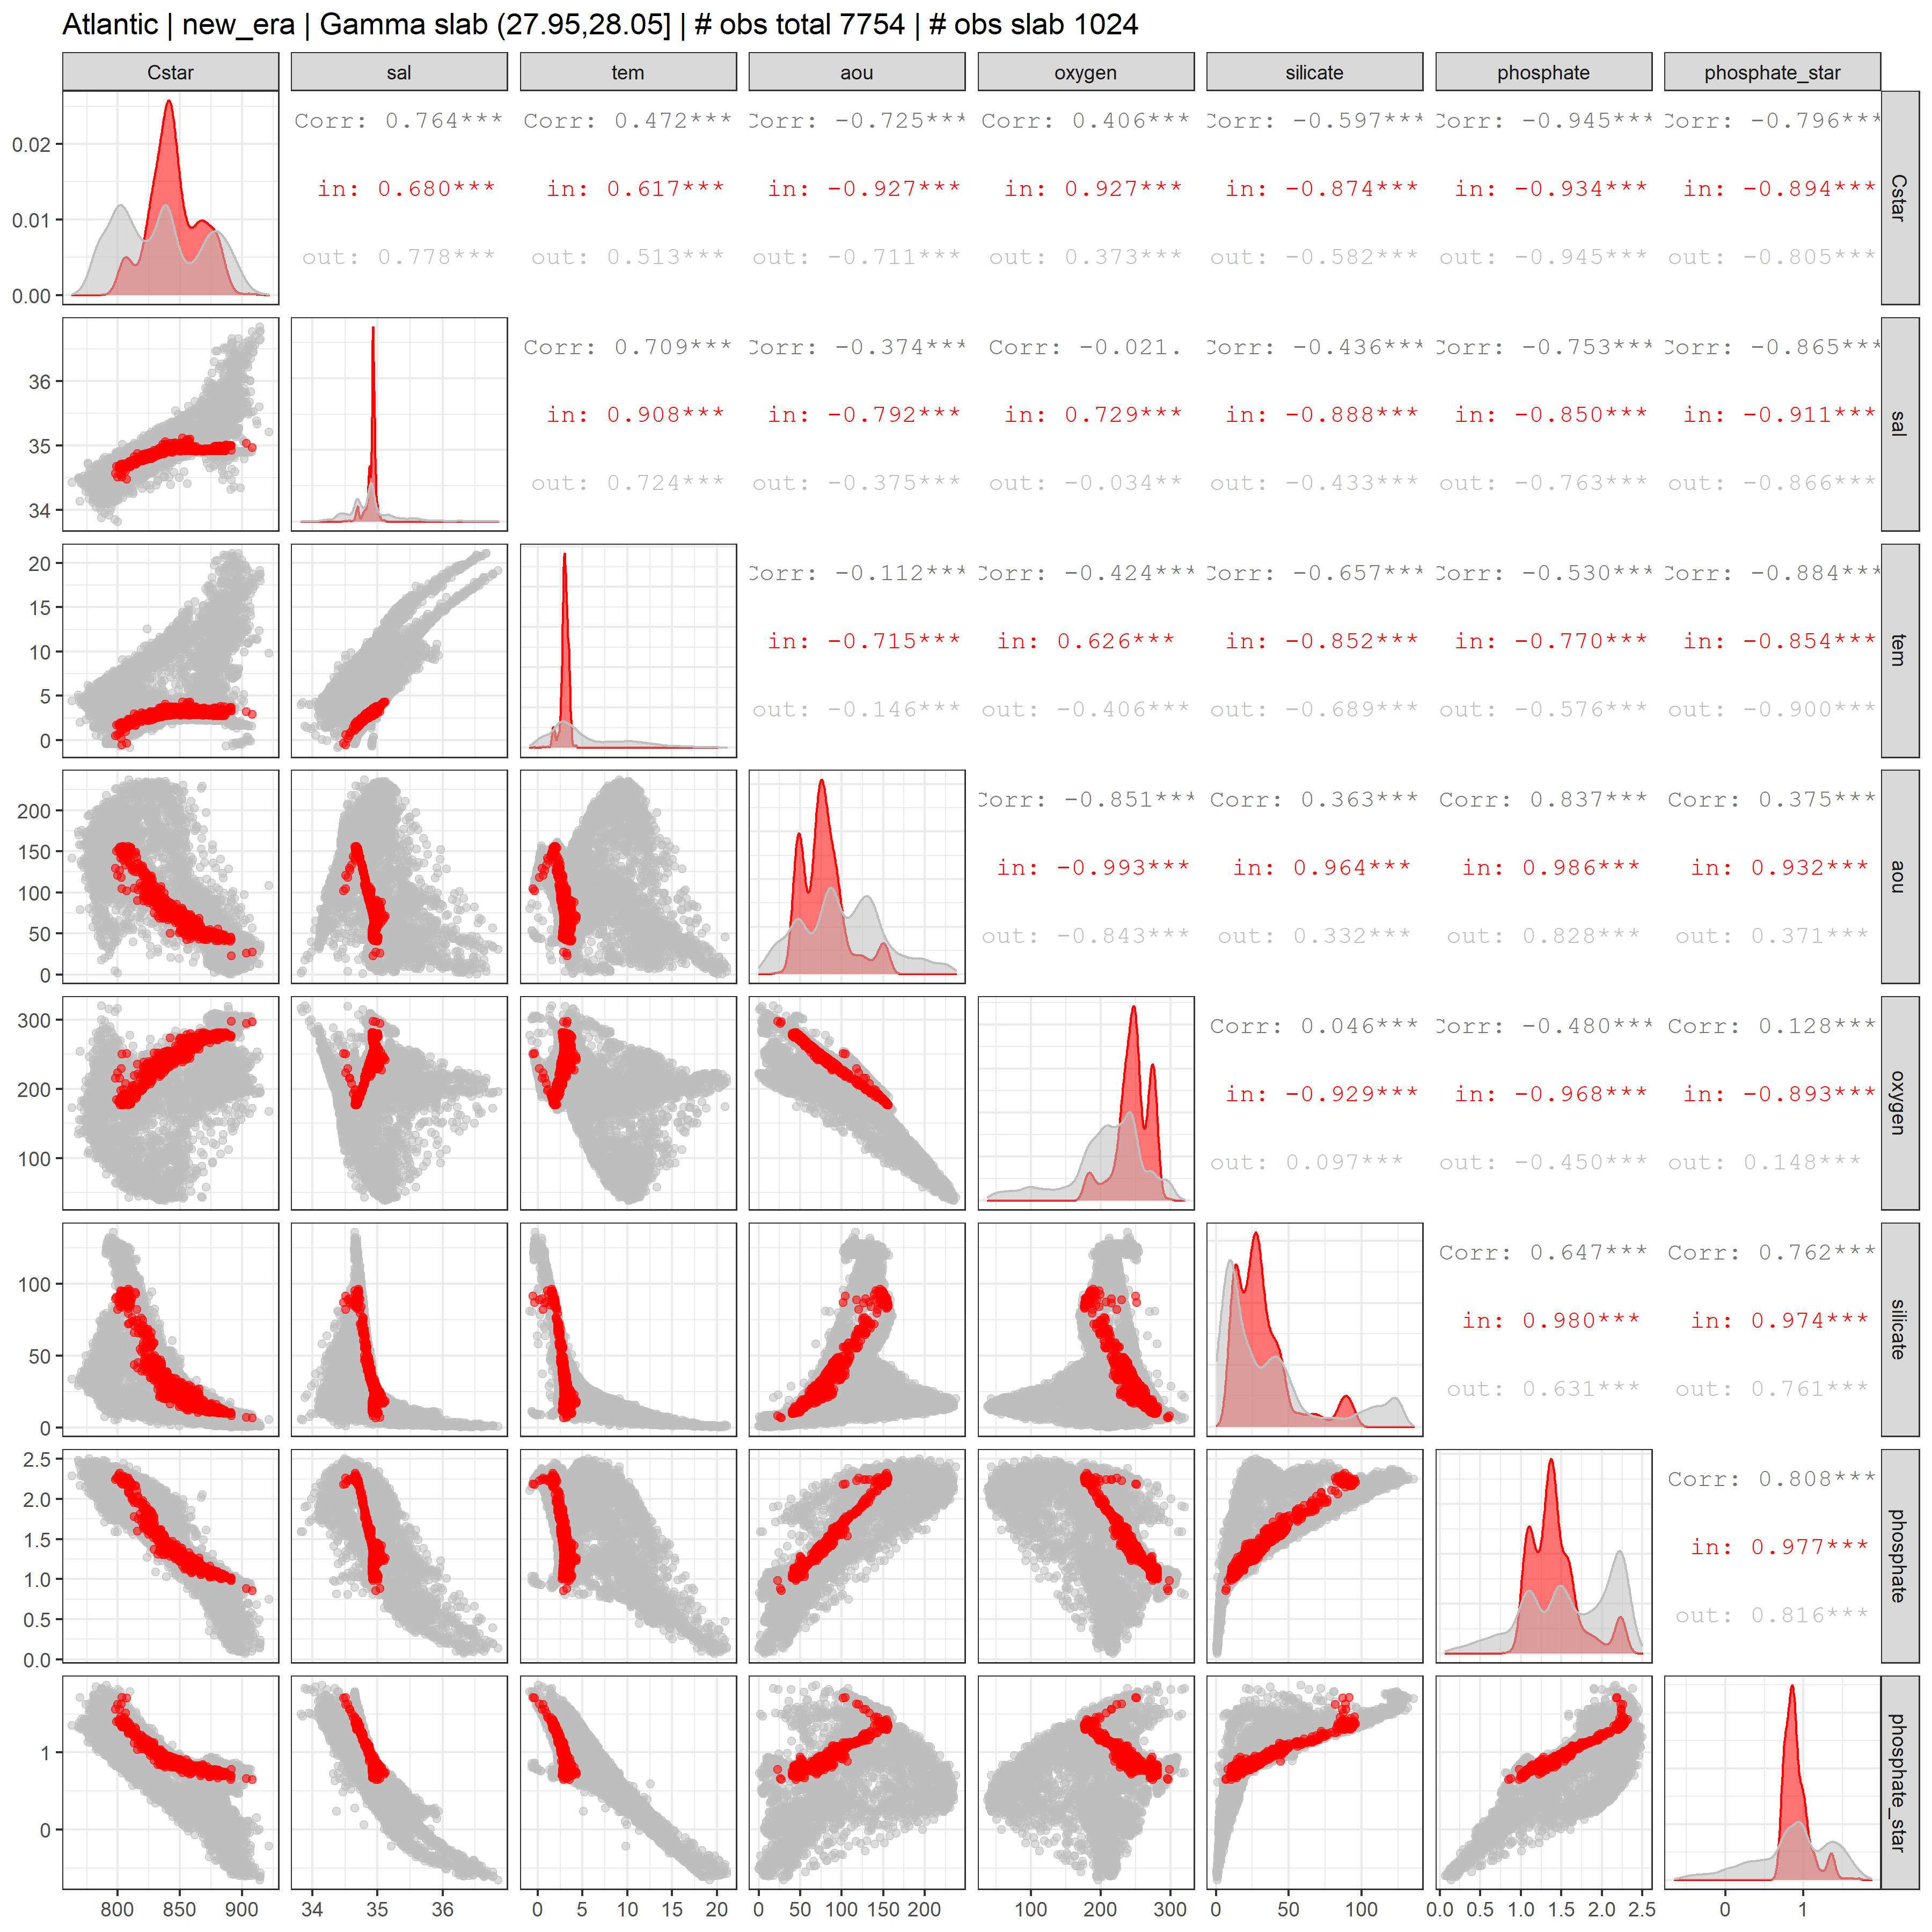 Atlantic | new_era | Gamma slab (27.95,28.05] | # obs total 7754 | # obs slab 1024
Cstar sal tem aou oxygen silicate phosphate phosphate_star
Corr: 0.764*** Corr: 0.472*** Corr: -0.725*** Corr: 0.406*** Corr: -0.597*** Corr: -0.945*** Corr: -0.796***
0.02
in: 0.680*** in: 0.617*** in: -0.927*** in: 0.927*** in: -0.874*** in: -0.934*** in: -0.894*** Cstar
0.01
out: 0.778*** out: 0.513*** out: -0.711*** out: 0.373*** out: -0.582*** out: -0.945*** out: -0.805***
0.00
Corr: 0.709*** Corr: -0.374*** Corr: -0.021. Corr: -0.436*** Corr: -0.753*** Corr: -0.865***
36
in: 0.908*** in: -0.792*** in: 0.729*** in: -0.888*** in: -0.850*** in: -0.911*** sal
35
out: 0.724*** out: -0.375*** out: -0.034** out: -0.433*** out: -0.763*** out: -0.866***
34
20
Corr: -0.112*** Corr: -0.424*** Corr: -0.657*** Corr: -0.530*** Corr: -0.884***
15
in: -0.715*** in: 0.626*** in: -0.852*** in: -0.770*** in: -0.854*** tem
10
5
out: -0.146*** out: -0.406*** out: -0.689*** out: -0.576*** out: -0.900***
0
Corr: -0.851*** Corr: 0.363*** Corr: 0.837*** Corr: 0.375***
200
150
in: -0.993*** in: 0.964*** in: 0.986*** in: 0.932*** aou
100
50
out: -0.843*** out: 0.332*** out: 0.828*** out: 0.371***
0
300
Corr: 0.046*** Corr: -0.480*** Corr: 0.128***
200
in: -0.929*** in: -0.968*** in: -0.893*** oxygen
100
out: 0.097*** out: -0.450*** out: 0.148***
Corr: 0.647*** Corr: 0.762***
100
in: 0.980*** in: 0.974*** silicate
50
out: 0.631*** out: 0.761***
0
2.5
Corr: 0.808***
2.0
1.5
in: 0.977*** phosphate
1.0
0.5
out: 0.816***
0.0
1
phosphate_star
0
800 850 900 34 35 36 0 5 10 15 20 0 50 100 150 200 100 200 300 0 50 100 0.0 0.5 1.0 1.5 2.0 2.5 0 1